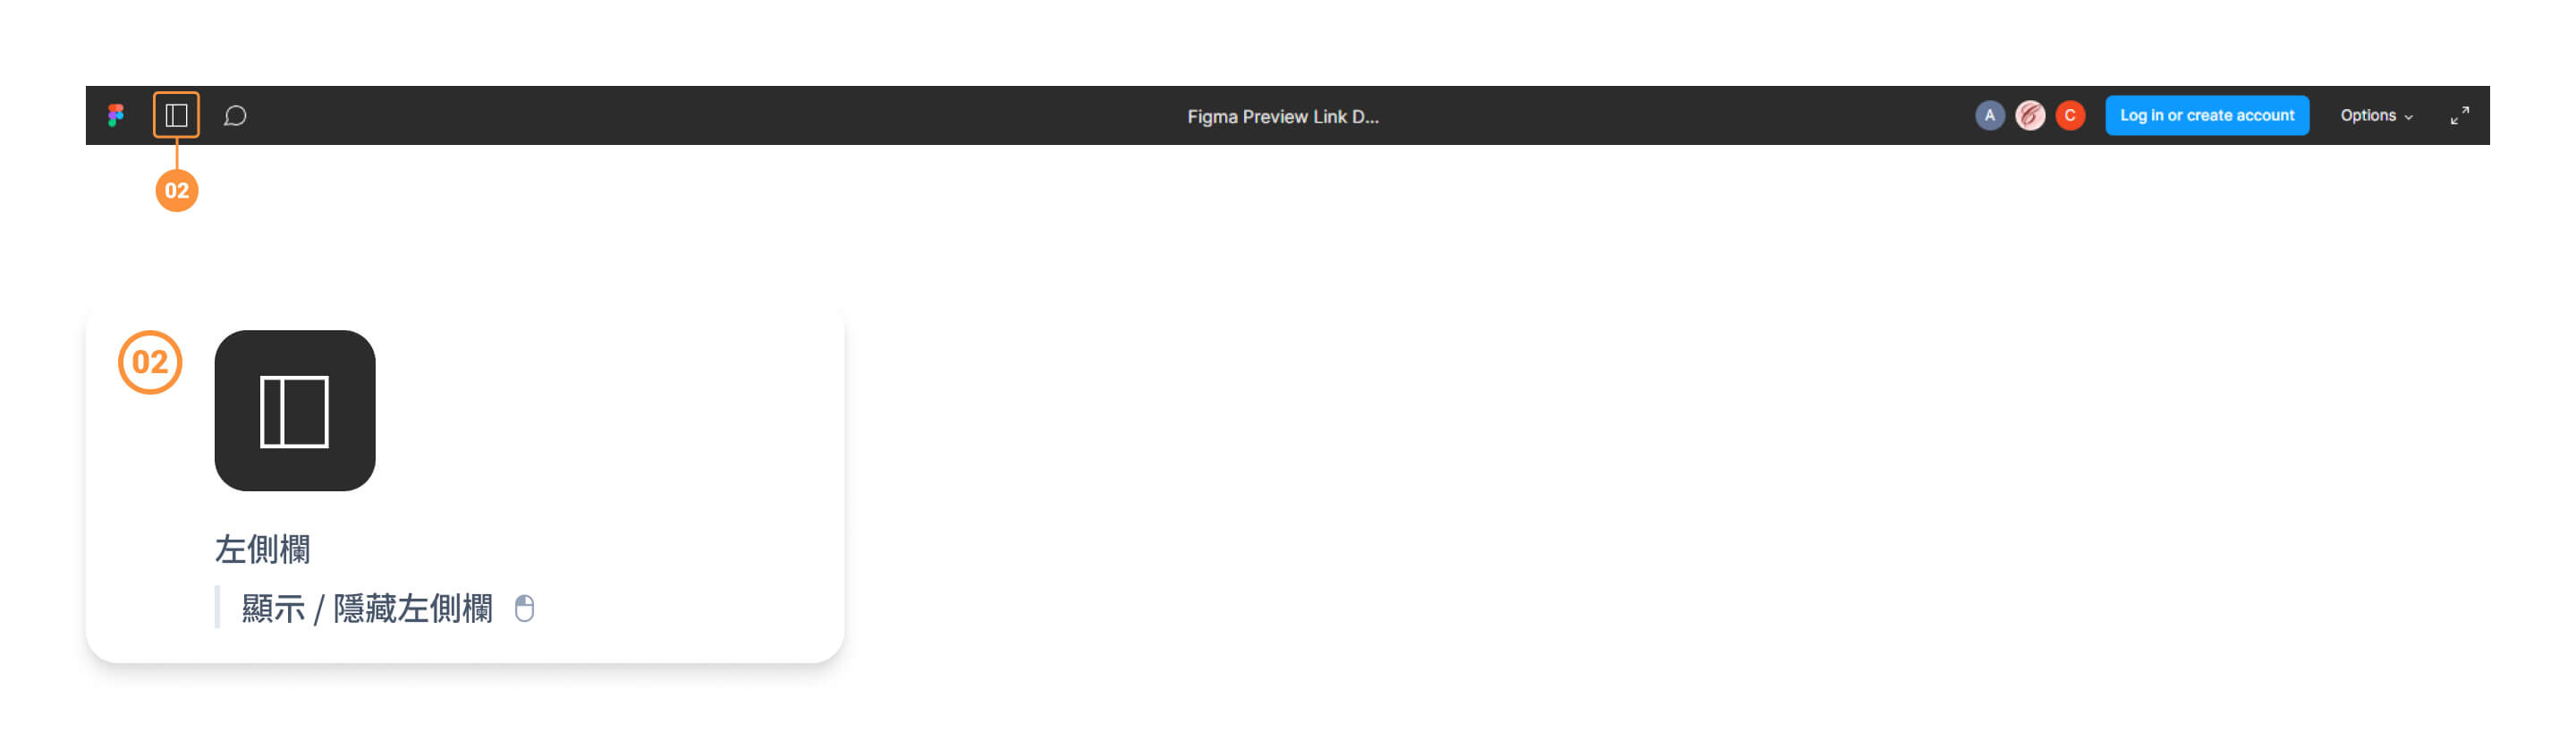 Figma Preview Link D...
A
C
Log in or create account
Options
02
02
左側欄
顯示 / 隱藏左側欄